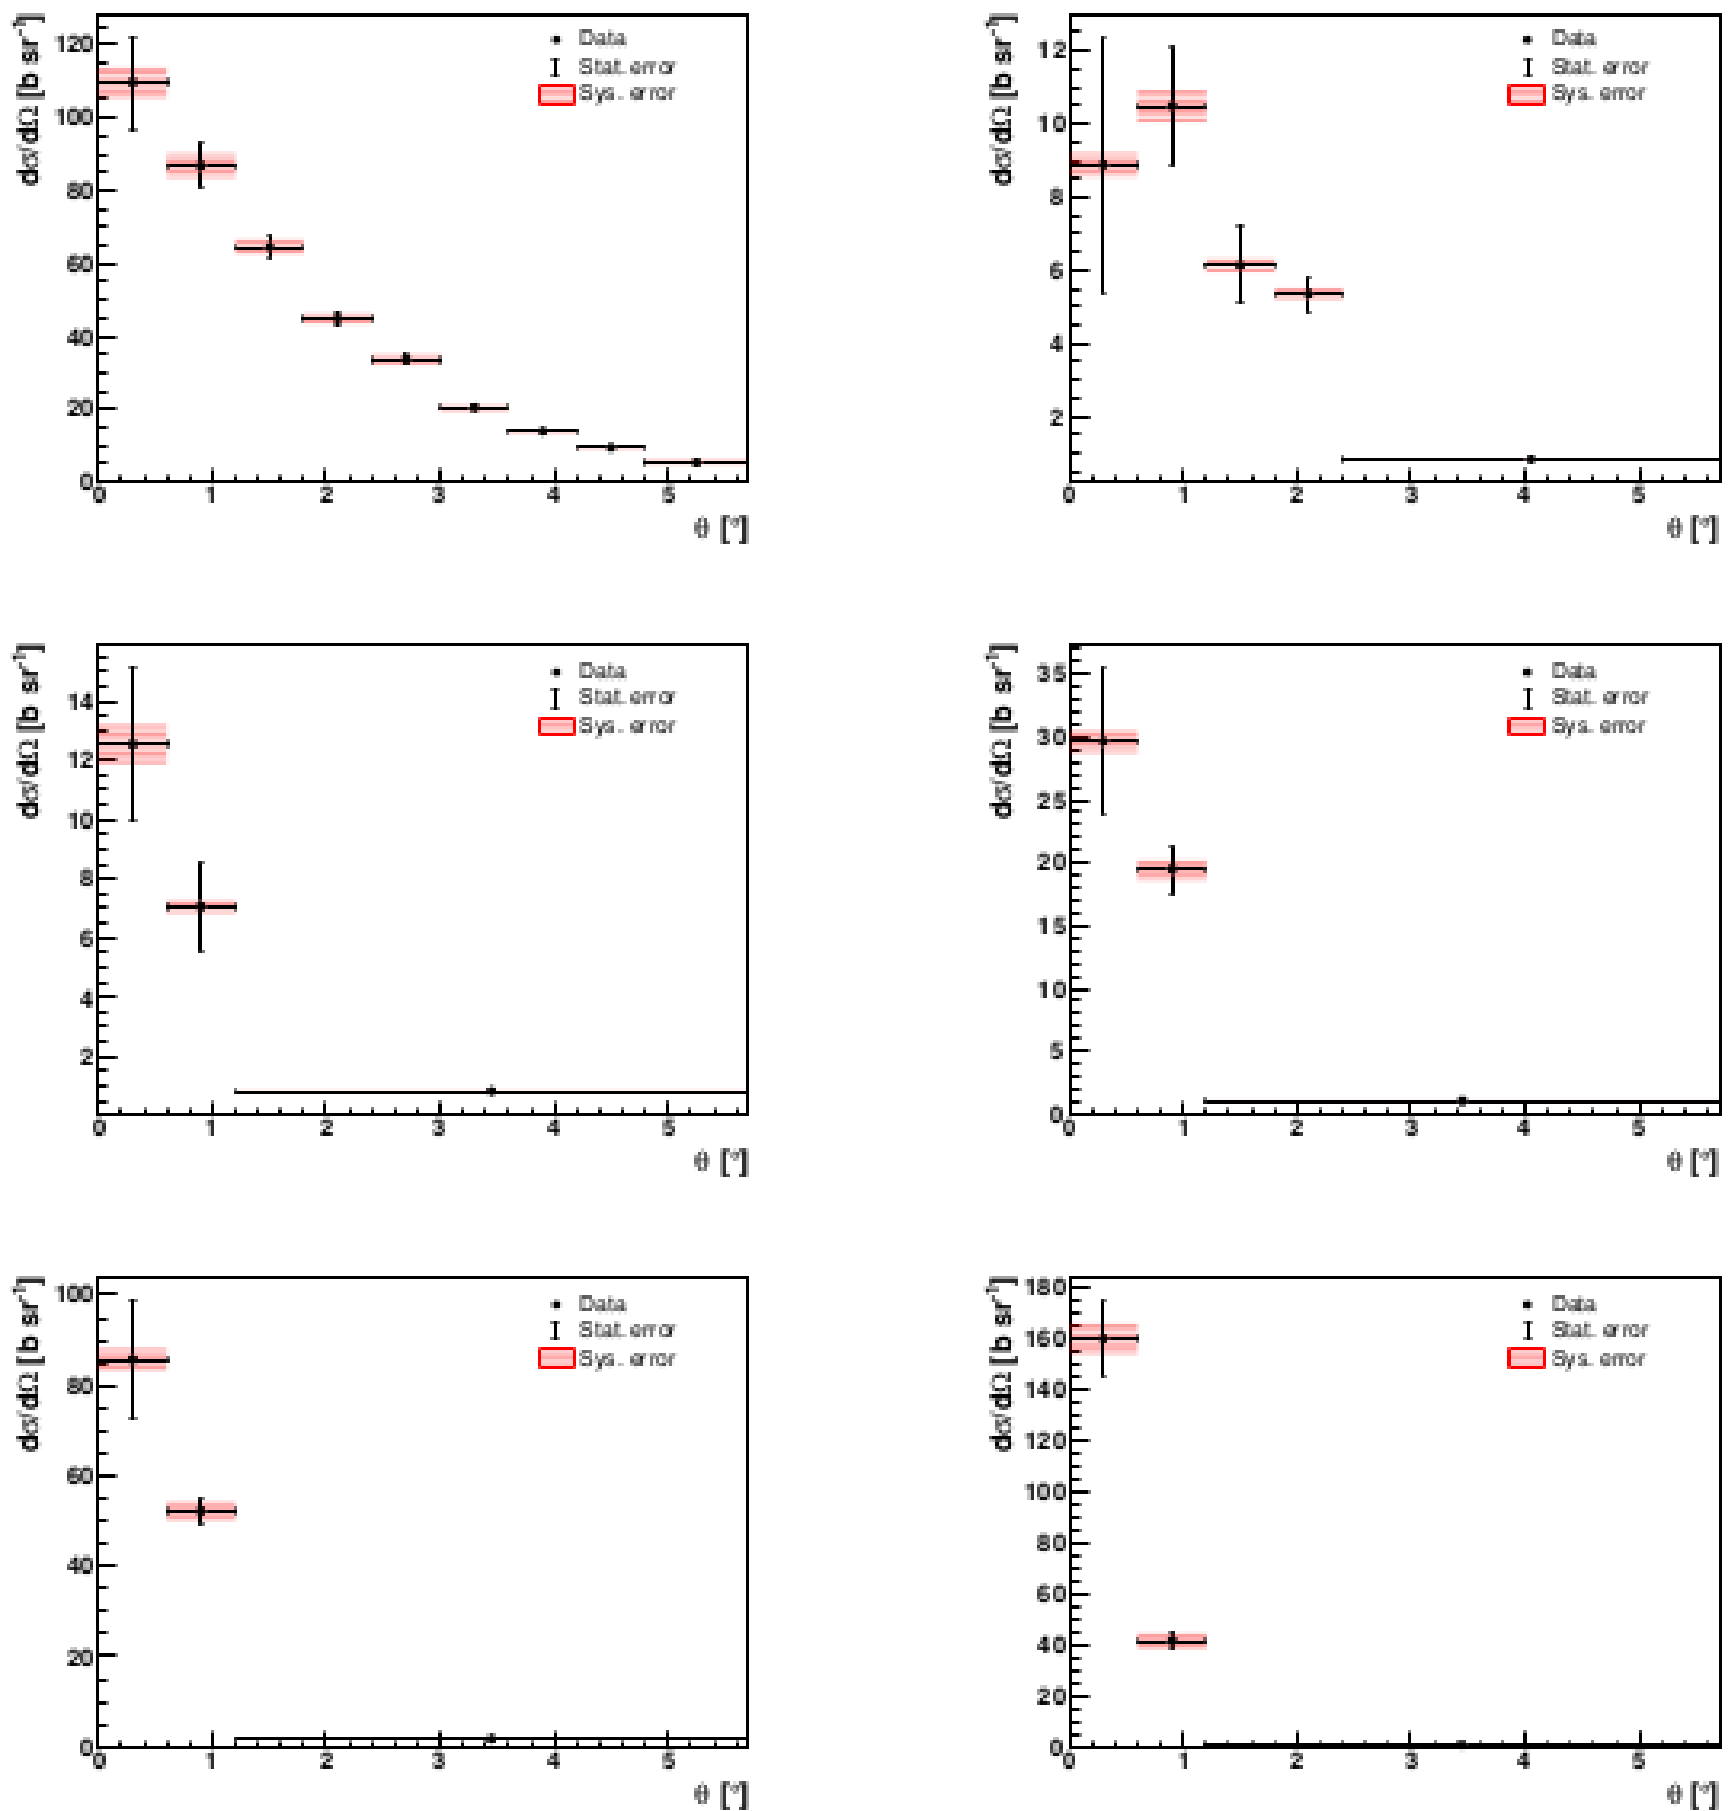 dσ/dΩ [b sr⁻¹]
120
100
80
60
40
20
0
Data
Stat. error
Sys. error
0 1 2 3 4 5
θ [°]
dσ/dΩ [b sr⁻¹]
12
10
8
6
4
2
Data
Stat. error
Sys. error
0 1 2 3 4 5
θ [°]
dσ/dΩ [b sr⁻¹]
14
12
10
8
6
4
2
Data
Stat. error
Sys. error
0 1 2 3 4 5
θ [°]
dσ/dΩ [b sr⁻¹]
35
30
25
20
15
10
5
0
Data
Stat. error
Sys. error
0 1 2 3 4 5
θ [°]
dσ/dΩ [b sr⁻¹]
100
80
60
40
20
0
Data
Stat. error
Sys. error
0 1 2 3 4 5
θ [°]
dσ/dΩ [b sr⁻¹]
180
160
140
120
100
80
60
40
20
0
Data
Stat. error
Sys. error
0 1 2 3 4 5
θ [°]